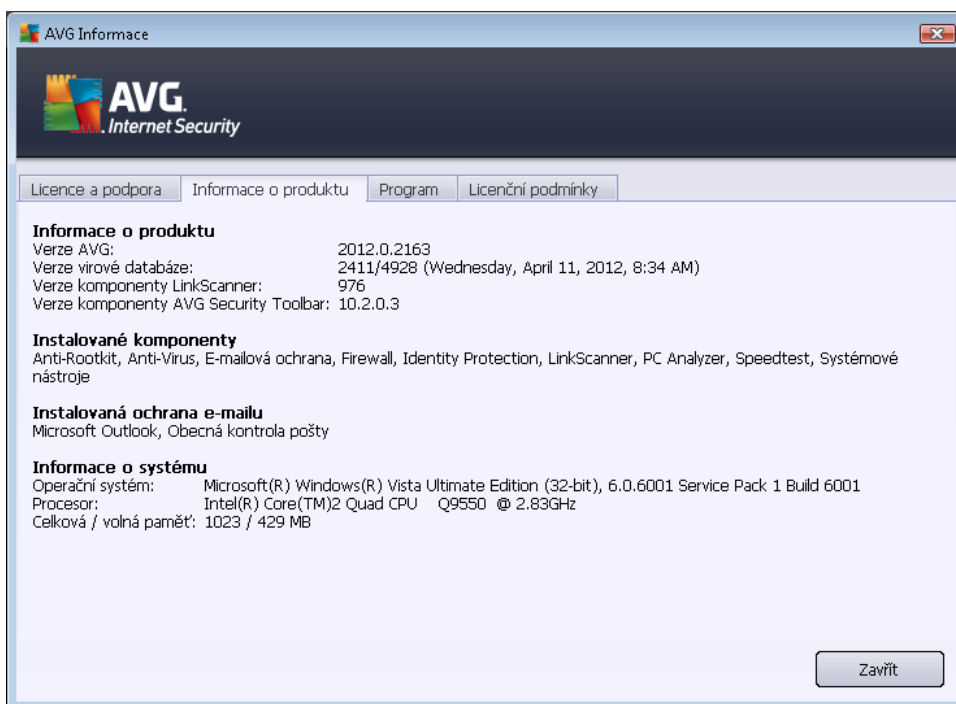 AVG Informace
AVG.
Internet Security
Licence a podpora
Informace o produktu
Program
Licenční podmínky
Informace o produktu
Verze AVG: 2012.0.2163
Verze virové databáze: 2411/4928 (Wednesday, April 11, 2012, 8:34 AM)
Verze komponenty LinkScanner: 976
Verze komponenty AVG Security Toolbar: 10.2.0.3
Instalované komponenty
Anti-Rootkit, Anti-Virus, E-mailová ochrana, Firewall, Identity Protection, LinkScanner, PC Analyzer, Speedtest, Systémové
nástroje
Instalovaná ochrana e-mailu
Microsoft Outlook, Obecná kontrola pošty
Informace o systému
Operační systém: Microsoft(R) Windows(R) Vista Ultimate Edition (32-bit), 6.0.6001 Service Pack 1 Build 6001
Procesor: Intel(R) Core(TM)2 Quad CPU Q9550 @ 2.83GHz
Celková / volná paměť: 1023 / 429 MB
Zavřít